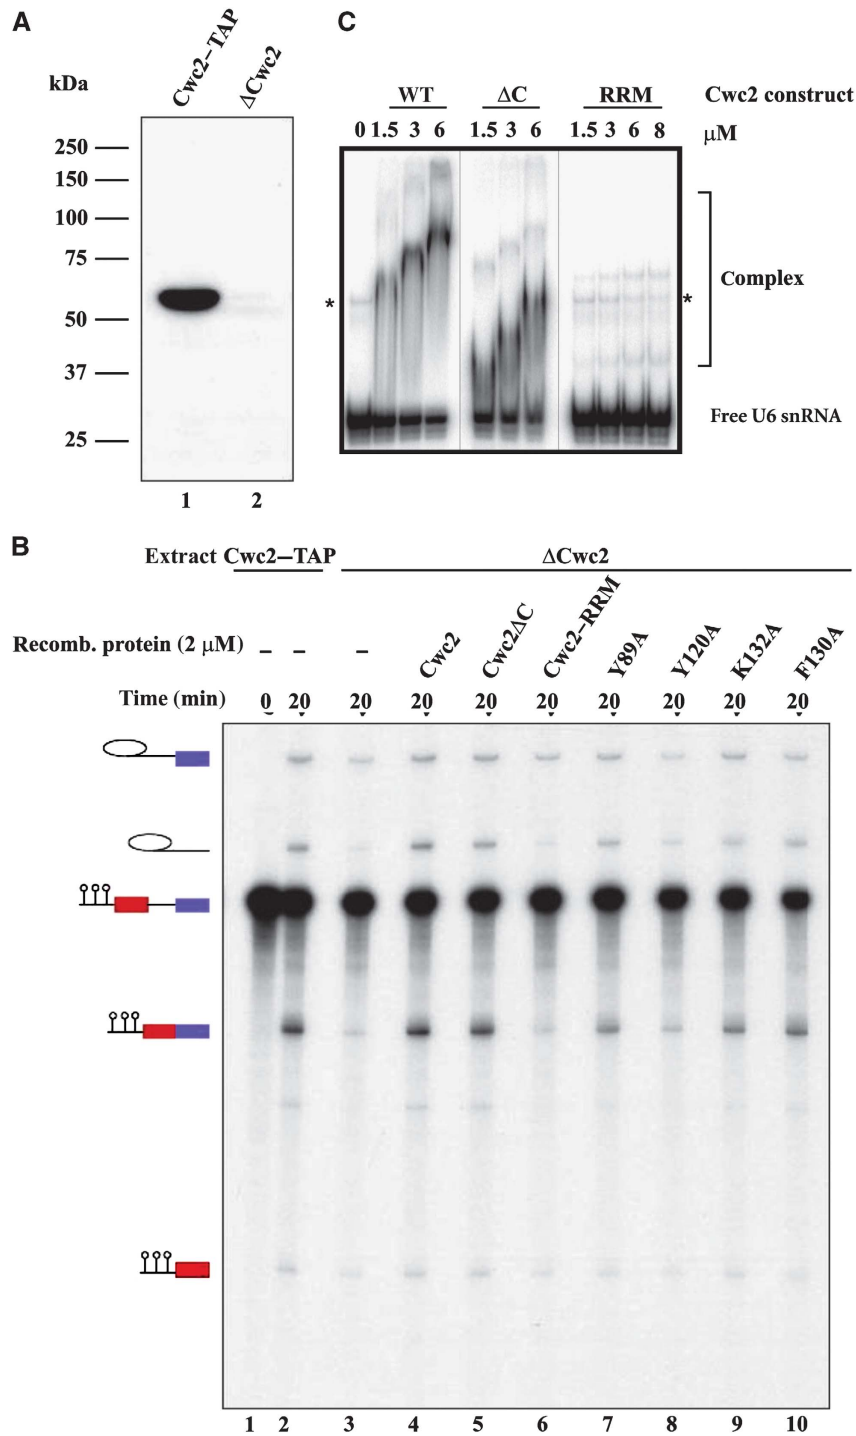 A
Cwc2–TAP
ΔCwc2
kDa
250
150
100
75
50
37
25
1 2
C
WT ΔC RRM Cwc2 construct
0 1.5 3 6 1.5 3 6 1.5 3 6 8 μM
*
*
Complex
Free U6 snRNA
B
Extract Cwc2–TAP ΔCwc2
Recomb. protein (2 μM) – – – Cwc2 Cwc2ΔC Cwc2–RRM Y89A Y120A K132A F130A
Time (min) 0 20 20 20 20 20 20 20 20 20
1 2 3 4 5 6 7 8 9 10